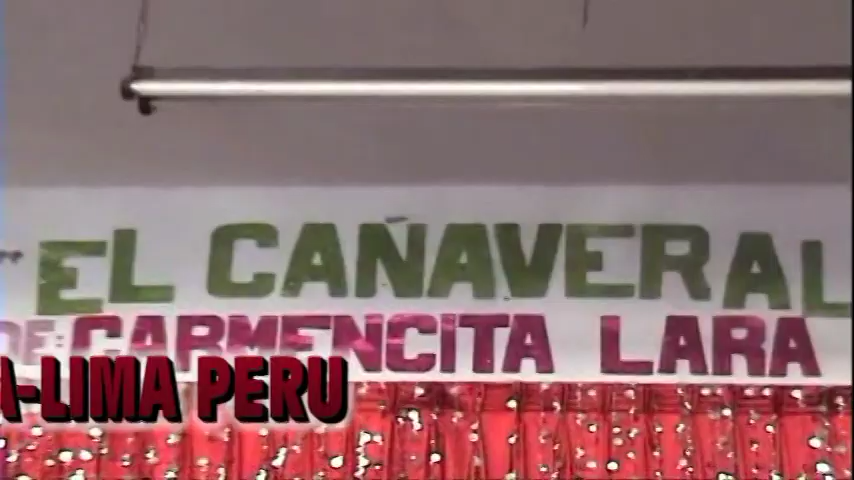 " EL CAÑAVERAL
DE: CARMENCITA LARA
A-LIMA PERU